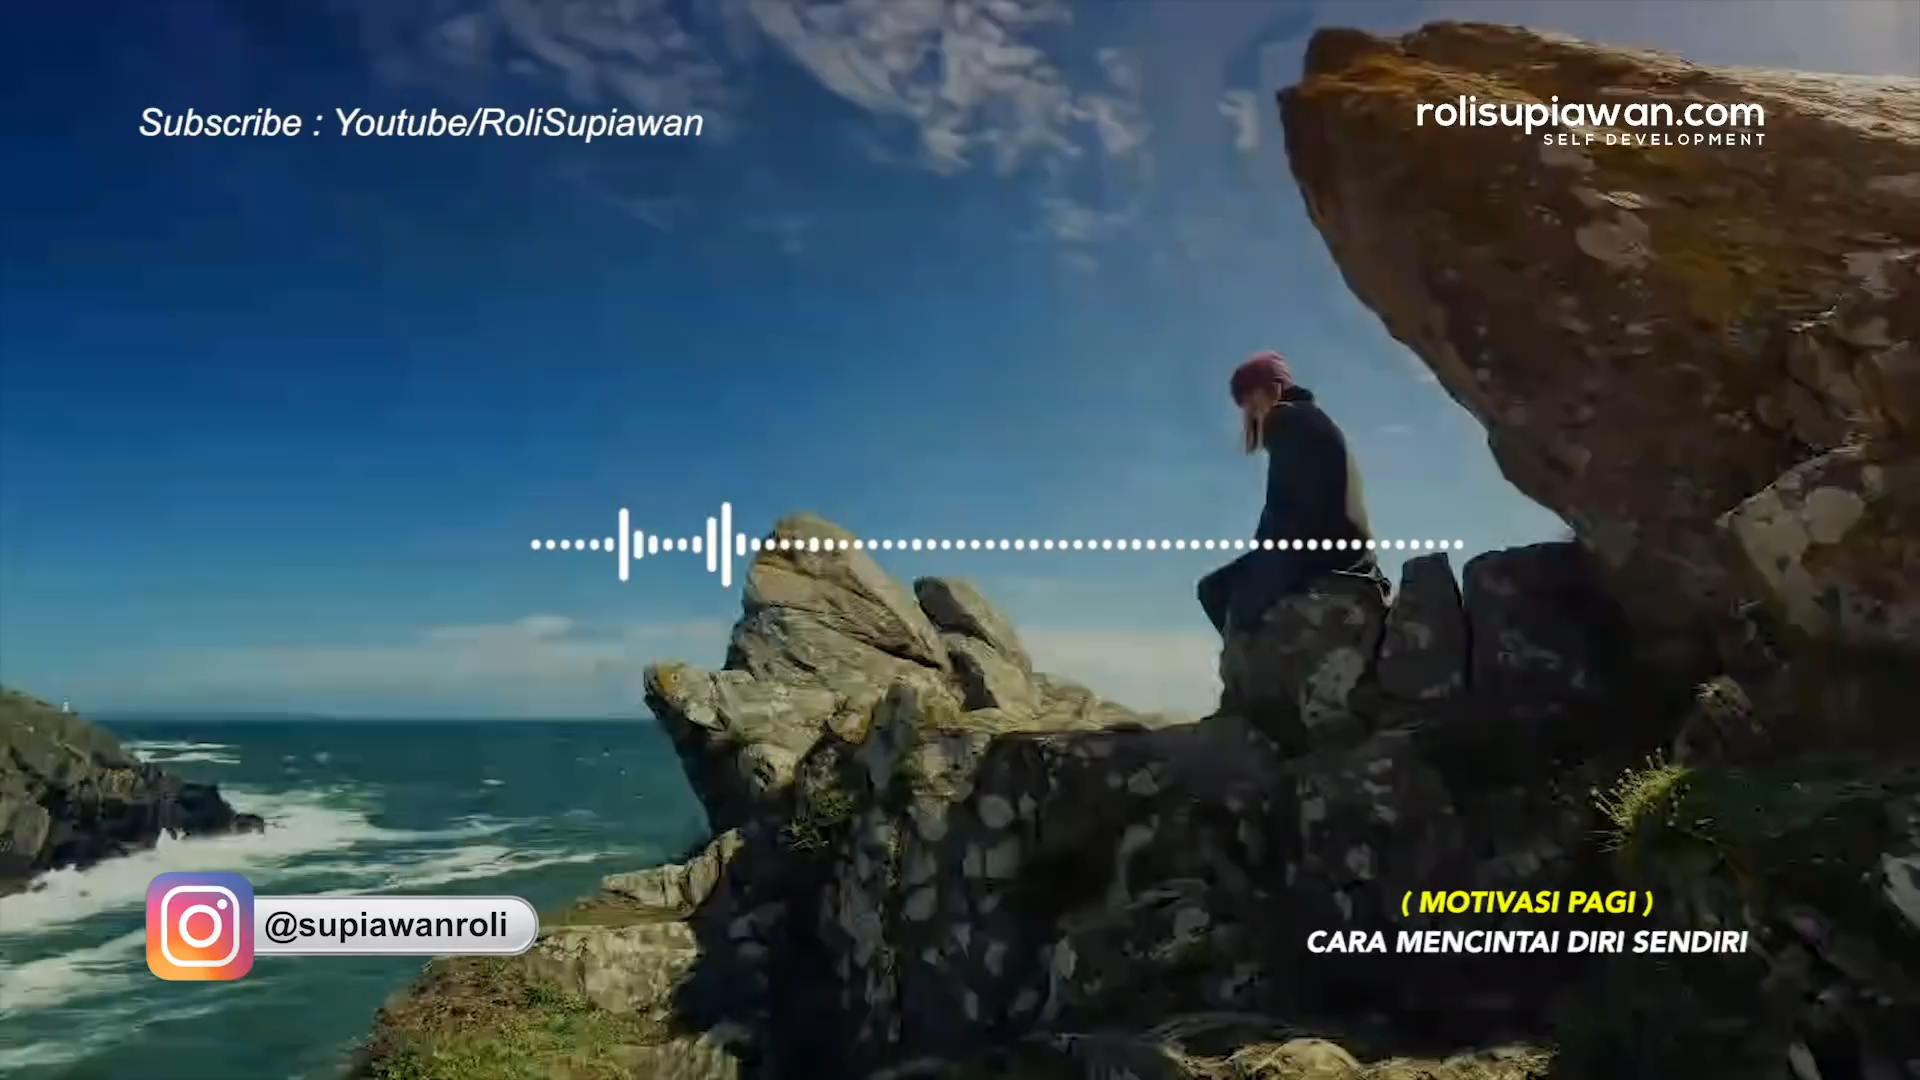 Subscribe : Youtube/RoliSupiawan
rolisupiawan.com
SELF DEVELOPMENT
@supiawanroli
( MOTIVASI PAGI )
CARA MENCINTAI DIRI SENDIRI